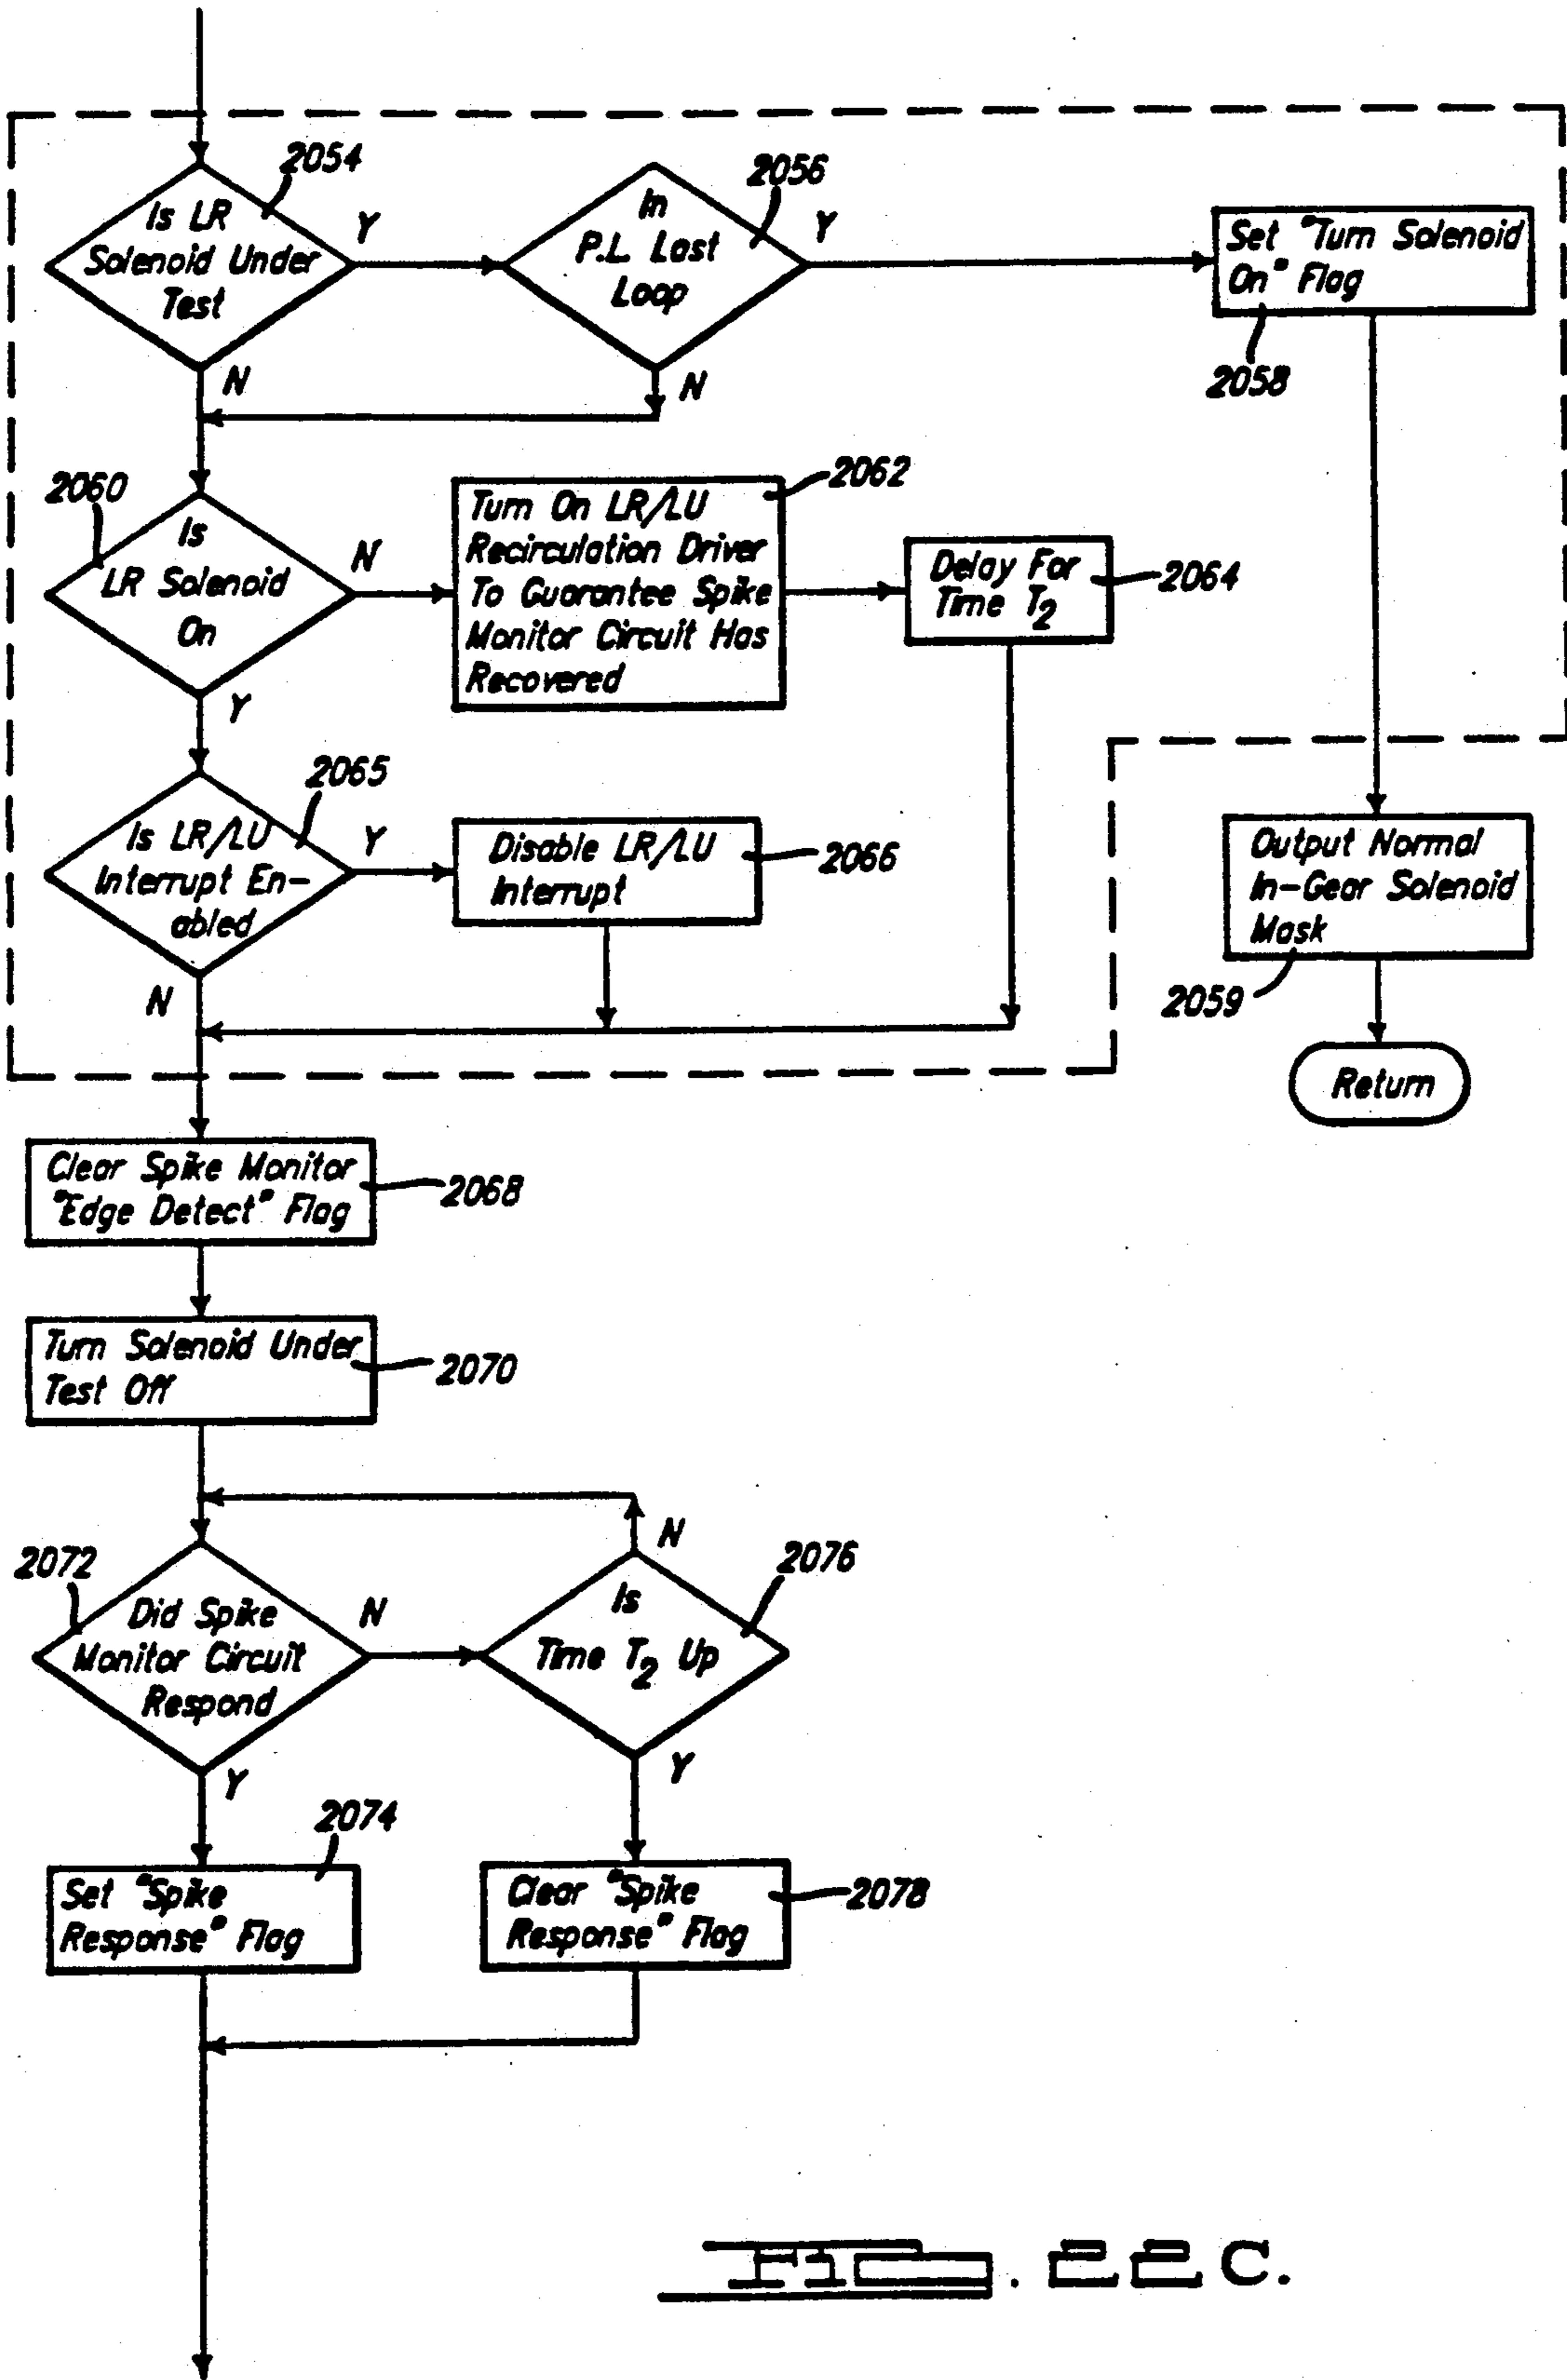 2054
Is LR
Solenoid Under
Test
Y
N
2056
In
P.L. Last
Loop
Y
N
Set "Turn Solenoid
On" Flag
2058
2060
Is
LR Solenoid
On
N
Y
Turn On LR/LU
Recirculation Driver
To Guarantee Spike
Monitor Circuit Has
Recovered
2062
Delay For
Time T2
2064
2065
Is LR/LU
Interrupt En-
abled
Y
N
Disable LR/LU
Interrupt
2066
Output Normal
In-Gear Solenoid
Mask
2059
Return
Clear Spike Monitor
"Edge Detect" Flag
2068
Turn Solenoid Under
Test Off
2070
2072
Did Spike
Monitor Circuit
Respond
N
Y
2076
Is
Time T2 Up
N
Y
2074
Set "Spike
Response" Flag
Clear "Spike
Response" Flag
2078
FIG. 22C.